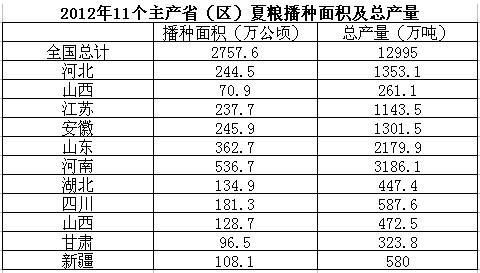 2012年11个主产省（区）夏粮播种面积及总产量
播种面积（万公顷） 总产量（万吨）
全国总计 2757.6 12995
河北 244.5 1353.1
山西 70.9 261.1
江苏 237.7 1143.5
安徽 245.9 1301.5
山东 362.7 2179.9
河南 536.7 3186.1
湖北 134.9 447.4
四川 181.3 587.6
山西 128.7 472.5
甘肃 96.5 323.8
新疆 108.1 580